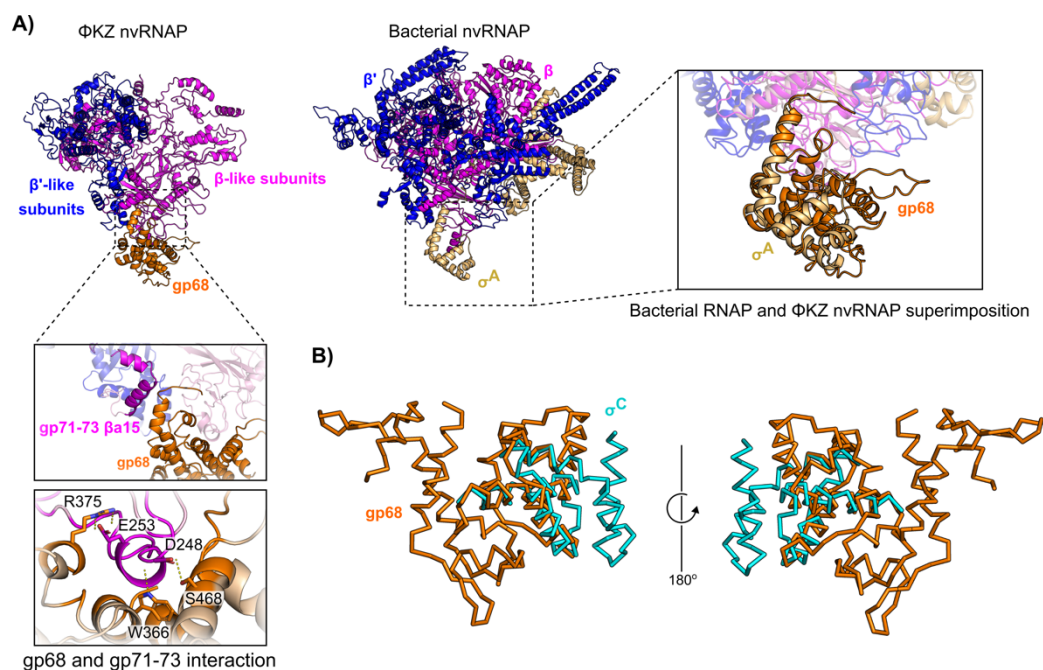 A)
ΦKZ nvRNAP
Bacterial nvRNAP
β'
β
β'-like
subunits
β-like subunits
gp68
σA
gp68
σA
Bacterial RNAP and ΦKZ nvRNAP superimposition
gp71-73 βa15
gp68
R375
E253
D248
S468
W366
gp68 and gp71-73 interaction
B)
σC
gp68
180º